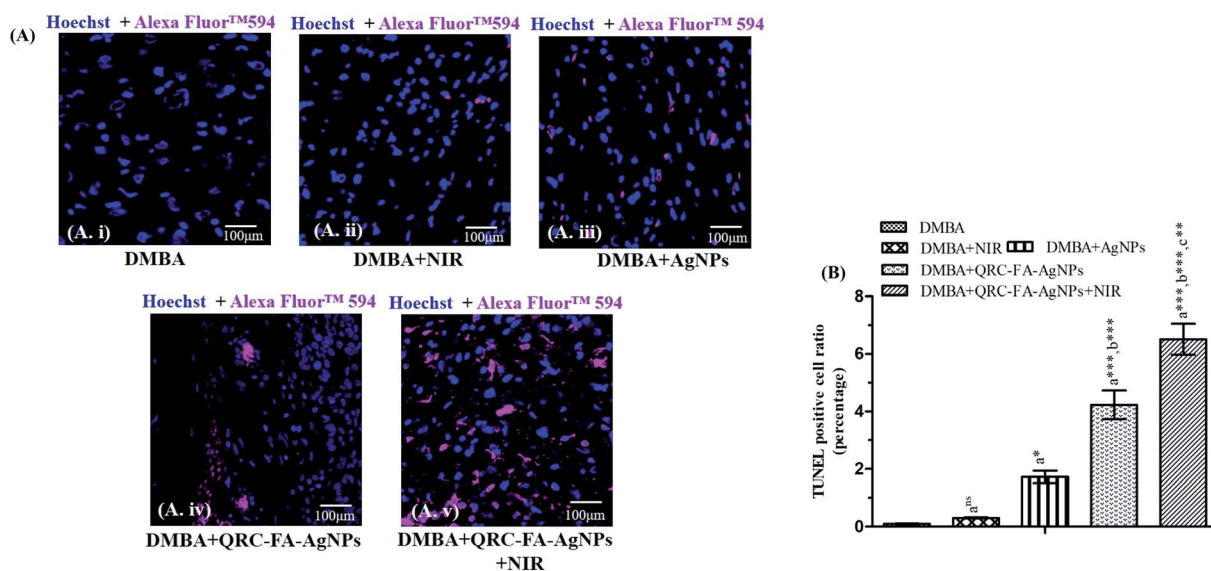 (A)
Hoechst + Alexa Fluor™594
Hoechst + Alexa Fluor™594
Hoechst + Alexa Fluor™ 594
(A. i)
100μm
(A. ii)
100μm
(A. iii)
100μm
DMBA
DMBA+NIR
DMBA+AgNPs
Hoechst + Alexa Fluor™ 594
Hoechst + Alexa Fluor™ 594
(A. iv)
100μm
(A. v)
100μm
DMBA+QRC-FA-AgNPs
DMBA+QRC-FA-AgNPs
+NIR
(B)
DMBA
DMBA+NIR
DMBA+AgNPs
DMBA+QRC-FA-AgNPs
DMBA+QRC-FA-AgNPs+NIR
TUNEL positive cell ratio
(percentage)
8
6
4
2
0
a^ns
a*
a***,b***
a***,b***,c**